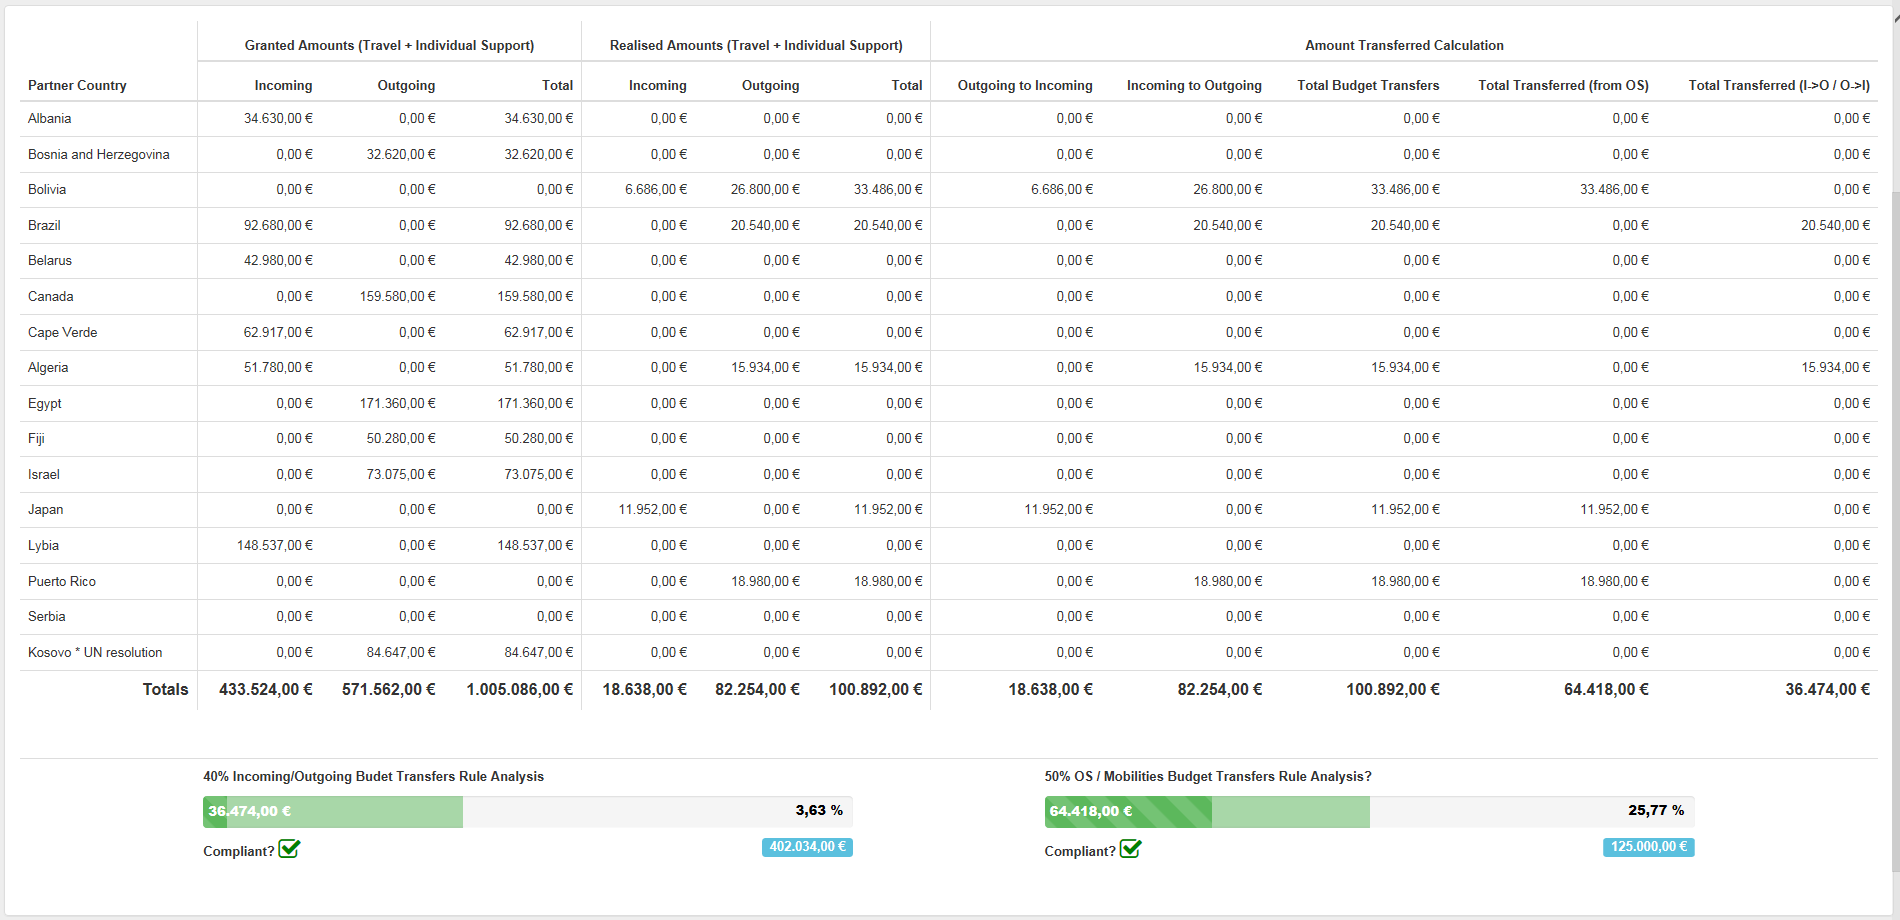 Granted Amounts (Travel + Individual Support) Realised Amounts (Travel + Individual Support) Amount Transferred Calculation
Partner Country Incoming Outgoing Total Incoming Outgoing Total Outgoing to Incoming Incoming to Outgoing Total Budget Transfers Total Transferred (from OS) Total Transferred (I->O / O->I)
Albania 34.630,00 € 0,00 € 34.630,00 € 0,00 € 0,00 € 0,00 € 0,00 € 0,00 € 0,00 € 0,00 € 0,00 €
Bosnia and Herzegovina 0,00 € 32.620,00 € 32.620,00 € 0,00 € 0,00 € 0,00 € 0,00 € 0,00 € 0,00 € 0,00 € 0,00 €
Bolivia 0,00 € 0,00 € 0,00 € 6.686,00 € 26.800,00 € 33.486,00 € 6.686,00 € 26.800,00 € 33.486,00 € 33.486,00 € 0,00 €
Brazil 92.680,00 € 0,00 € 92.680,00 € 0,00 € 20.540,00 € 20.540,00 € 0,00 € 20.540,00 € 20.540,00 € 0,00 € 20.540,00 €
Belarus 42.980,00 € 0,00 € 42.980,00 € 0,00 € 0,00 € 0,00 € 0,00 € 0,00 € 0,00 € 0,00 € 0,00 €
Canada 0,00 € 159.580,00 € 159.580,00 € 0,00 € 0,00 € 0,00 € 0,00 € 0,00 € 0,00 € 0,00 € 0,00 €
Cape Verde 62.917,00 € 0,00 € 62.917,00 € 0,00 € 0,00 € 0,00 € 0,00 € 0,00 € 0,00 € 0,00 € 0,00 €
Algeria 51.780,00 € 0,00 € 51.780,00 € 0,00 € 15.934,00 € 15.934,00 € 0,00 € 15.934,00 € 15.934,00 € 0,00 € 15.934,00 €
Egypt 0,00 € 171.360,00 € 171.360,00 € 0,00 € 0,00 € 0,00 € 0,00 € 0,00 € 0,00 € 0,00 € 0,00 €
Fiji 0,00 € 50.280,00 € 50.280,00 € 0,00 € 0,00 € 0,00 € 0,00 € 0,00 € 0,00 € 0,00 € 0,00 €
Israel 0,00 € 73.075,00 € 73.075,00 € 0,00 € 0,00 € 0,00 € 0,00 € 0,00 € 0,00 € 0,00 € 0,00 €
Japan 0,00 € 0,00 € 0,00 € 11.952,00 € 0,00 € 11.952,00 € 11.952,00 € 0,00 € 11.952,00 € 11.952,00 € 0,00 €
Lybia 148.537,00 € 0,00 € 148.537,00 € 0,00 € 0,00 € 0,00 € 0,00 € 0,00 € 0,00 € 0,00 € 0,00 €
Puerto Rico 0,00 € 0,00 € 0,00 € 0,00 € 18.980,00 € 18.980,00 € 0,00 € 18.980,00 € 18.980,00 € 18.980,00 € 0,00 €
Serbia 0,00 € 0,00 € 0,00 € 0,00 € 0,00 € 0,00 € 0,00 € 0,00 € 0,00 € 0,00 € 0,00 €
Kosovo * UN resolution 0,00 € 84.647,00 € 84.647,00 € 0,00 € 0,00 € 0,00 € 0,00 € 0,00 € 0,00 € 0,00 € 0,00 €
Totals 433.524,00 € 571.562,00 € 1.005.086,00 € 18.638,00 € 82.254,00 € 100.892,00 € 18.638,00 € 82.254,00 € 100.892,00 € 64.418,00 € 36.474,00 €
40% Incoming/Outgoing Budet Transfers Rule Analysis
36.474,00 € 3,63 %
Compliant? 402.034,00 €
50% OS / Mobilities Budget Transfers Rule Analysis?
64.418,00 € 25,77 %
Compliant? 125.000,00 €